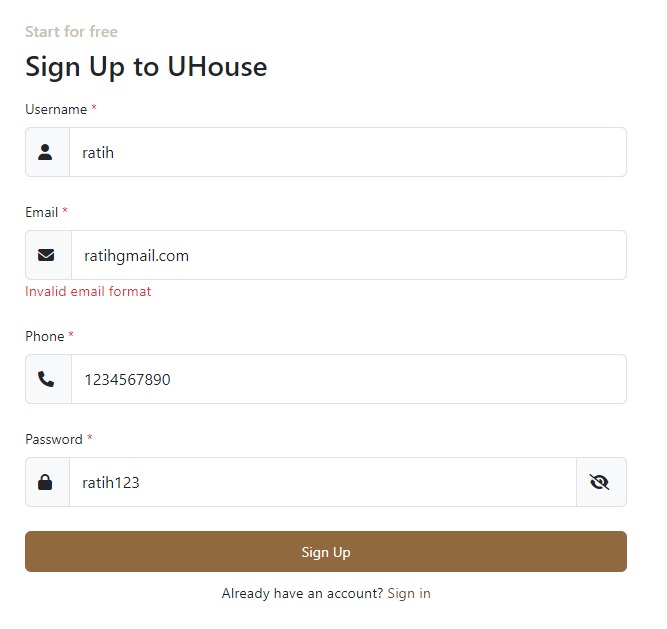 Start for free
Sign Up to UHouse
Username *
ratih
Email *
ratihgmail.com
Invalid email format
Phone *
1234567890
Password *
ratih123
Sign Up
Already have an account? Sign in